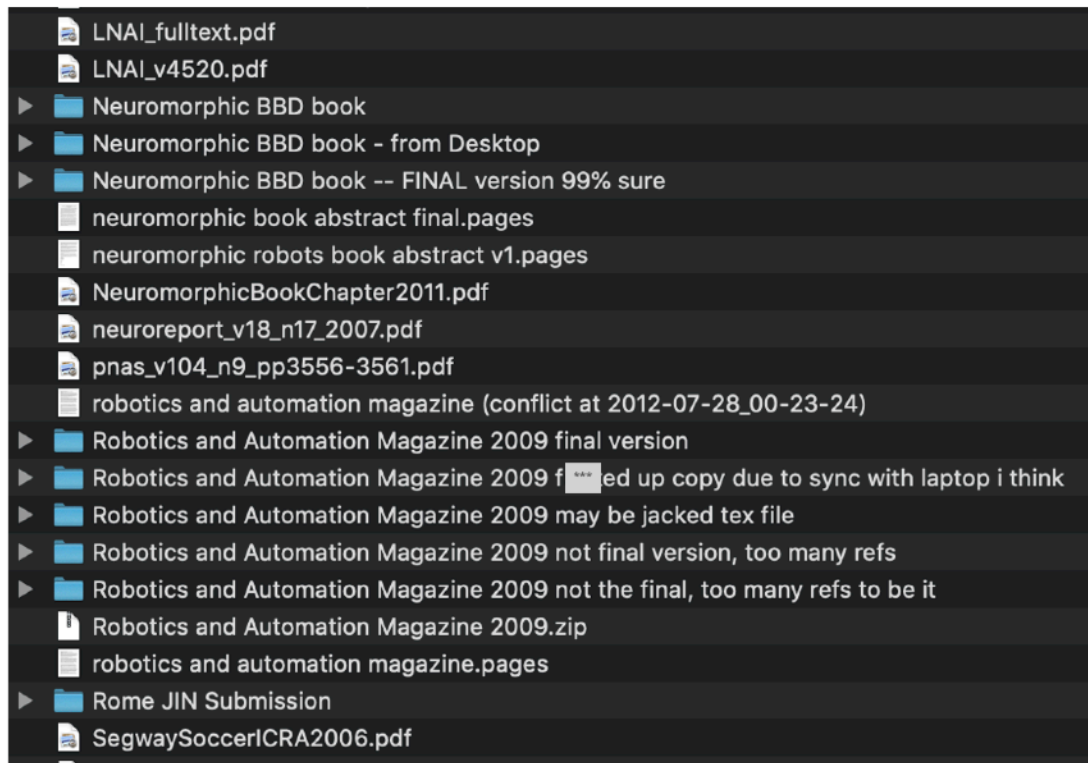 LNAI_fulltext.pdf
LNAI_v4520.pdf
Neuromorphic BBD book
Neuromorphic BBD book - from Desktop
Neuromorphic BBD book -- FINAL version 99% sure
neuromorphic book abstract final.pages
neuromorphic robots book abstract v1.pages
NeuromorphicBookChapter2011.pdf
neuroreport_v18_n17_2007.pdf
pnas_v104_n9_pp3556-3561.pdf
robotics and automation magazine (conflict at 2012-07-28_00-23-24)
Robotics and Automation Magazine 2009 final version
Robotics and Automation Magazine 2009 f***ed up copy due to sync with laptop i think
Robotics and Automation Magazine 2009 may be jacked tex file
Robotics and Automation Magazine 2009 not final version, too many refs
Robotics and Automation Magazine 2009 not the final, too many refs to be it
Robotics and Automation Magazine 2009.zip
robotics and automation magazine.pages
Rome JIN Submission
SegwaySoccerICRA2006.pdf